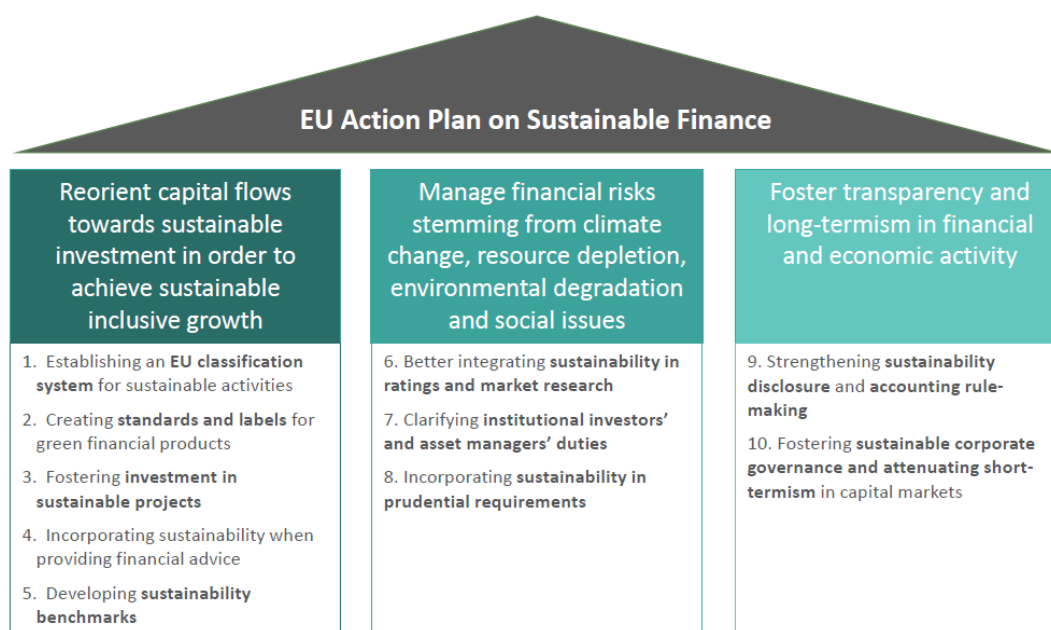 EU Action Plan on Sustainable Finance
Reorient capital flows
towards sustainable
investment in order to
achieve sustainable
inclusive growth
1. Establishing an EU classification
system for sustainable activities
2. Creating standards and labels for
green financial products
3. Fostering investment in
sustainable projects
4. Incorporating sustainability when
providing financial advice
5. Developing sustainability
benchmarks
Manage financial risks
stemming from climate
change, resource depletion,
environmental degradation
and social issues
6. Better integrating sustainability in
ratings and market research
7. Clarifying institutional investors’
and asset managers’ duties
8. Incorporating sustainability in
prudential requirements
Foster transparency and
long-termism in financial
and economic activity
9. Strengthening sustainability
disclosure and accounting rule-
making
10. Fostering sustainable corporate
governance and attenuating short-
termism in capital markets